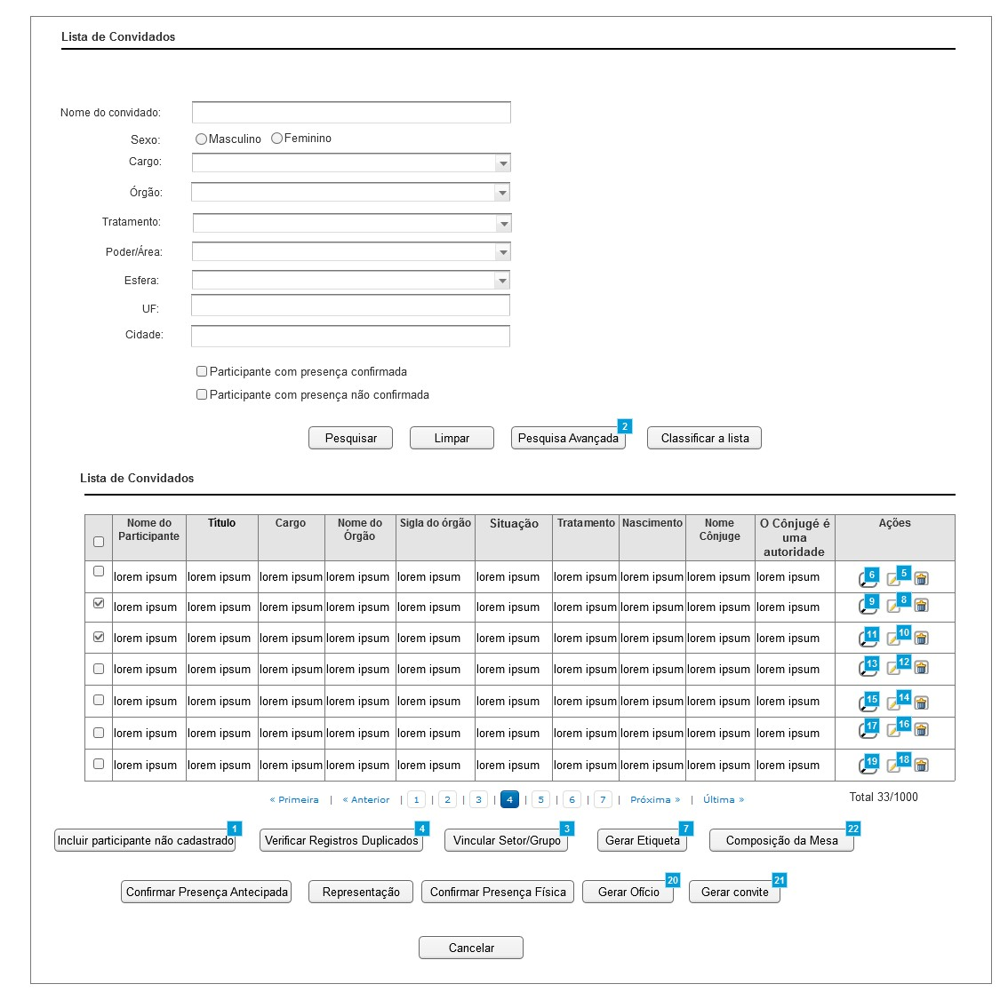 Lista de Convidados
Nome do convidado:
Sexo: Masculino Feminino
Cargo:
Órgão:
Tratamento:
Poder/Área:
Esfera:
UF:
Cidade:
Participante com presença confirmada
Participante com presença não confirmada
2
Pesquisar Limpar Pesquisa Avançada Classificar a lista
Lista de Convidados
Nome do Título Cargo Nome do Sigla do órgão Situação Tratamento Nascimento Nome O Cônjugé é Ações
Participante Órgão Cônjuge uma
autoridade
lorem ipsum lorem ipsum lorem ipsum lorem ipsum lorem ipsum lorem ipsum lorem ipsum lorem ipsum lorem ipsum lorem ipsum 6 5
lorem ipsum lorem ipsum lorem ipsum lorem ipsum lorem ipsum lorem ipsum lorem ipsum lorem ipsum lorem ipsum lorem ipsum 9 8
lorem ipsum lorem ipsum lorem ipsum lorem ipsum lorem ipsum lorem ipsum lorem ipsum lorem ipsum lorem ipsum lorem ipsum 11 10
lorem ipsum lorem ipsum lorem ipsum lorem ipsum lorem ipsum lorem ipsum lorem ipsum lorem ipsum lorem ipsum lorem ipsum 13 12
lorem ipsum lorem ipsum lorem ipsum lorem ipsum lorem ipsum lorem ipsum lorem ipsum lorem ipsum lorem ipsum lorem ipsum 15 14
lorem ipsum lorem ipsum lorem ipsum lorem ipsum lorem ipsum lorem ipsum lorem ipsum lorem ipsum lorem ipsum lorem ipsum 17 16
lorem ipsum lorem ipsum lorem ipsum lorem ipsum lorem ipsum lorem ipsum lorem ipsum lorem ipsum lorem ipsum lorem ipsum 19 18
« Primeira | « Anterior | 1 | 2 | 3 | 4 | 5 | 6 | 7 | Próxima » | Última » Total 33/1000
1 4 3 7 22
Incluir participante não cadastrado Verificar Registros Duplicados Vincular Setor/Grupo Gerar Etiqueta Composição da Mesa
20 21
Confirmar Presença Antecipada Representação Confirmar Presença Física Gerar Ofício Gerar convite
Cancelar